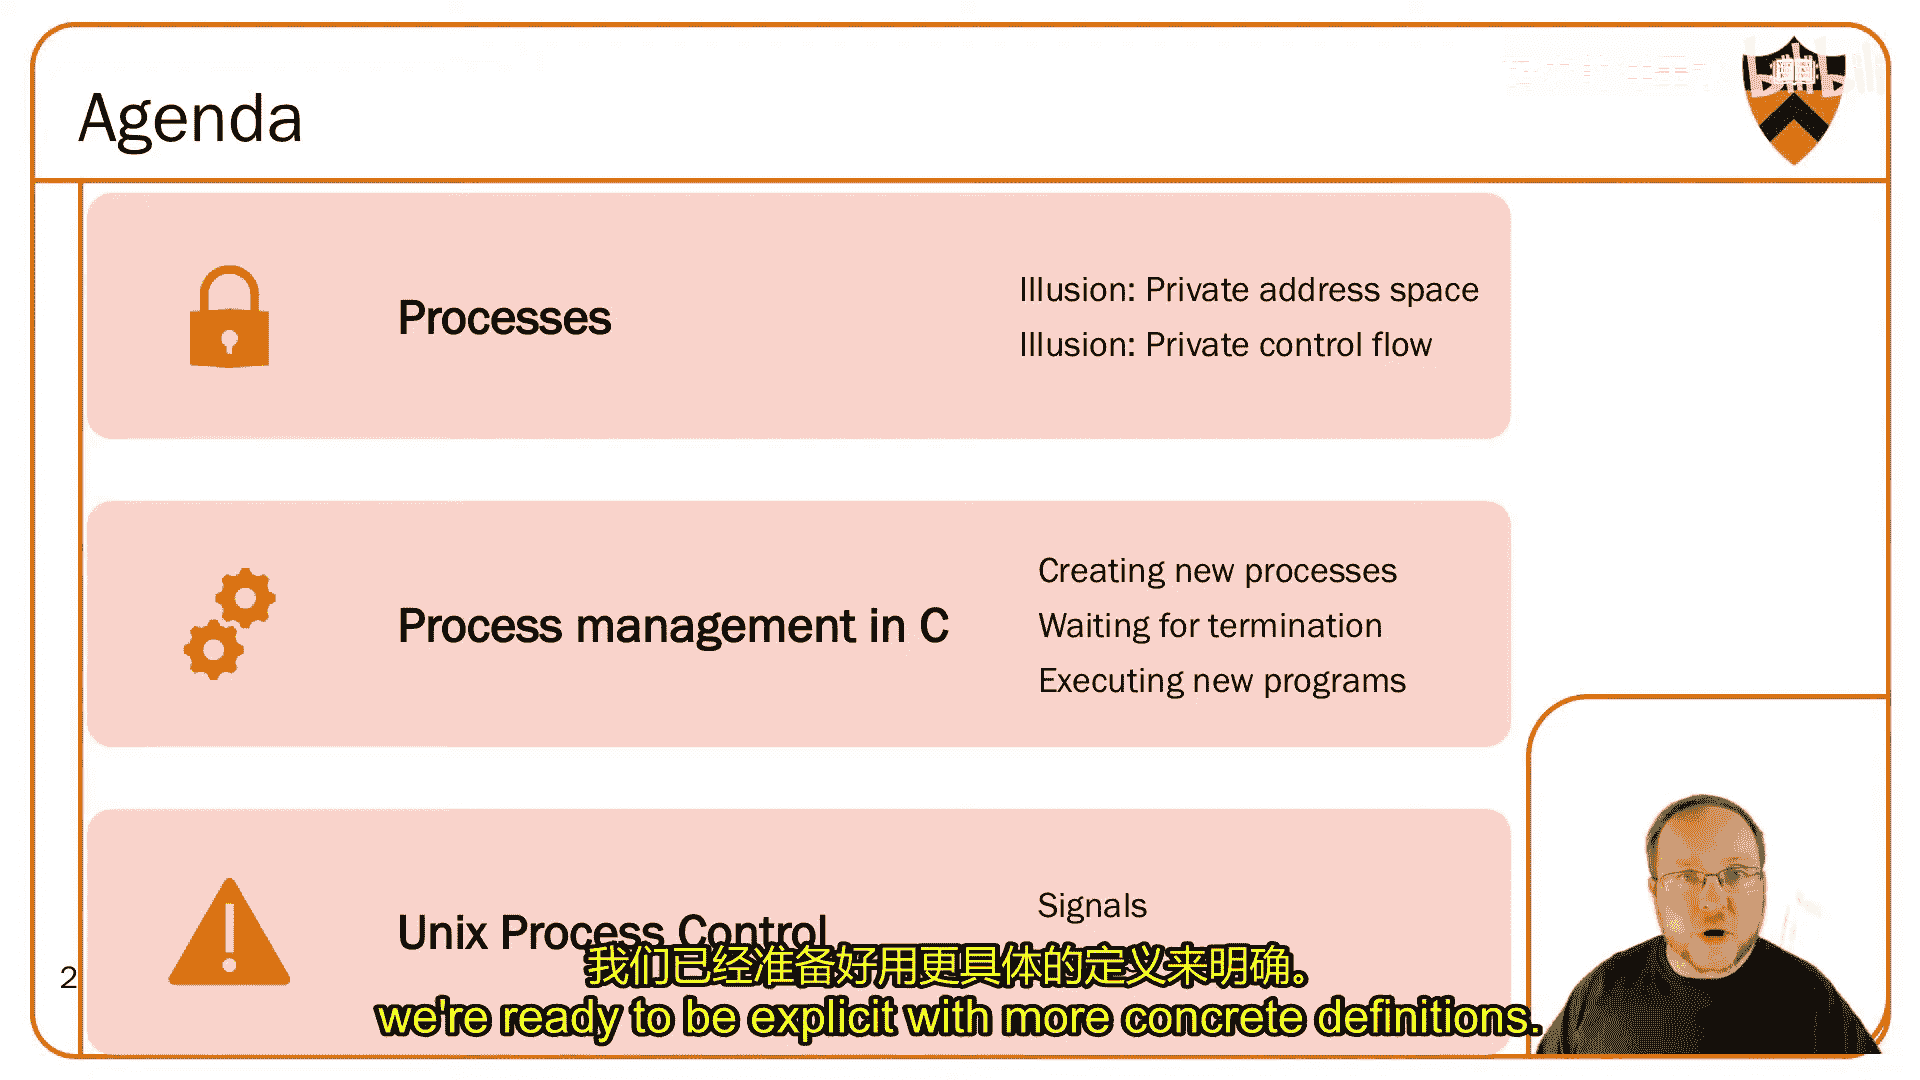 Agenda
Processes
Illusion: Private address space
Illusion: Private control flow
Process management in C
Creating new processes
Waiting for termination
Executing new programs
Unix Process Control
Signals
2
我们已经准备好用更具体的定义来明确。
we're ready to be explicit with more concrete definitions.